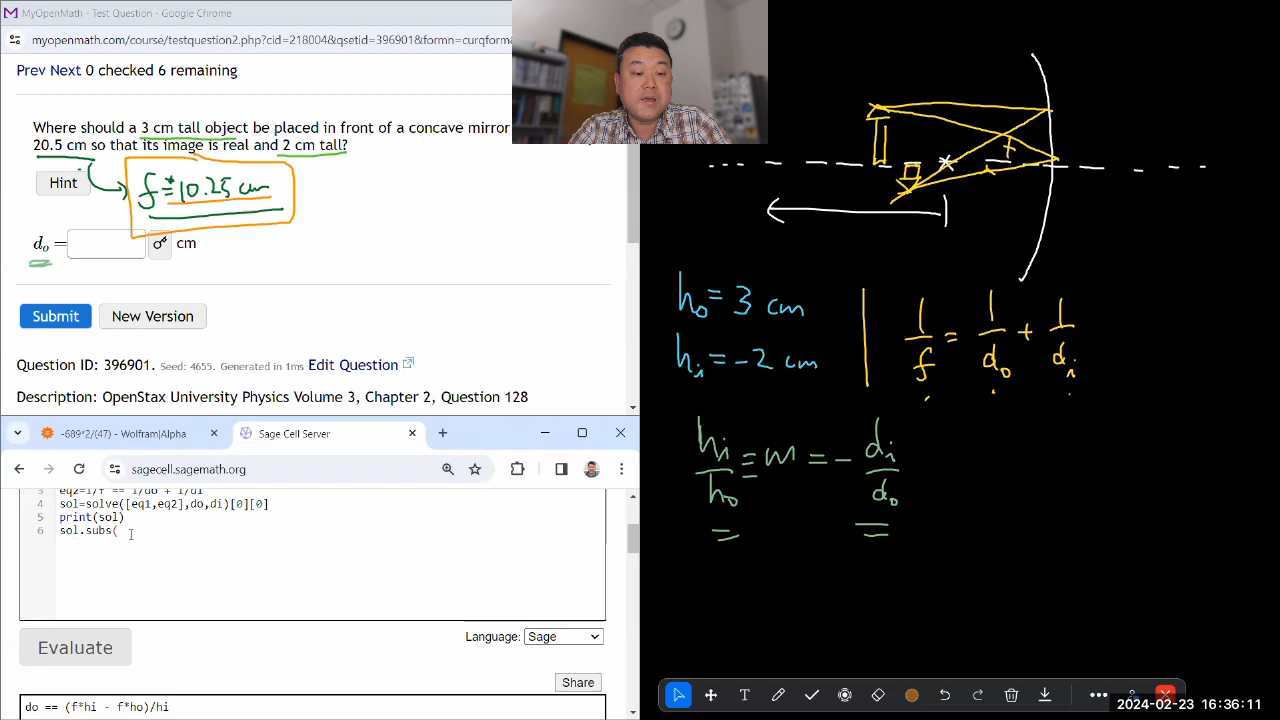 MyOpenMath - Test Question - Google Chrome
myopenmath.com/course/testquestion2.php?cid=218004&qsetid=396901&formn=curqform
Prev Next 0 checked 6 remaining
Where should a 3 cm tall object be placed in front of a concave mirror
20.5 cm so that its image is real and 2 cm tall?
Hint
f = +10.25 cm
do = cm
Submit New Version
Question ID: 396901. Seed: 4655. Generated in 1ms Edit Question
Description: OpenStax University Physics Volume 3, Chapter 2, Question 128
-689*2/(47) - Wolfram|Alpha
Sage Cell Server
sagecell.sagemath.org
3 eq2=1/f == 1/do + 1/di
4 sol=solve([eq1,eq2],do,di)[0][0]
5 print(sol)
6 sol.subs(
Language: Sage
Evaluate
Share
do == (f*hi - f*ho)/hi
f
ho = 3 cm
hi = -2 cm
1/f = 1/do + 1/di
hi/ho = m = - di/do
T
2024-02-23 16:36:11